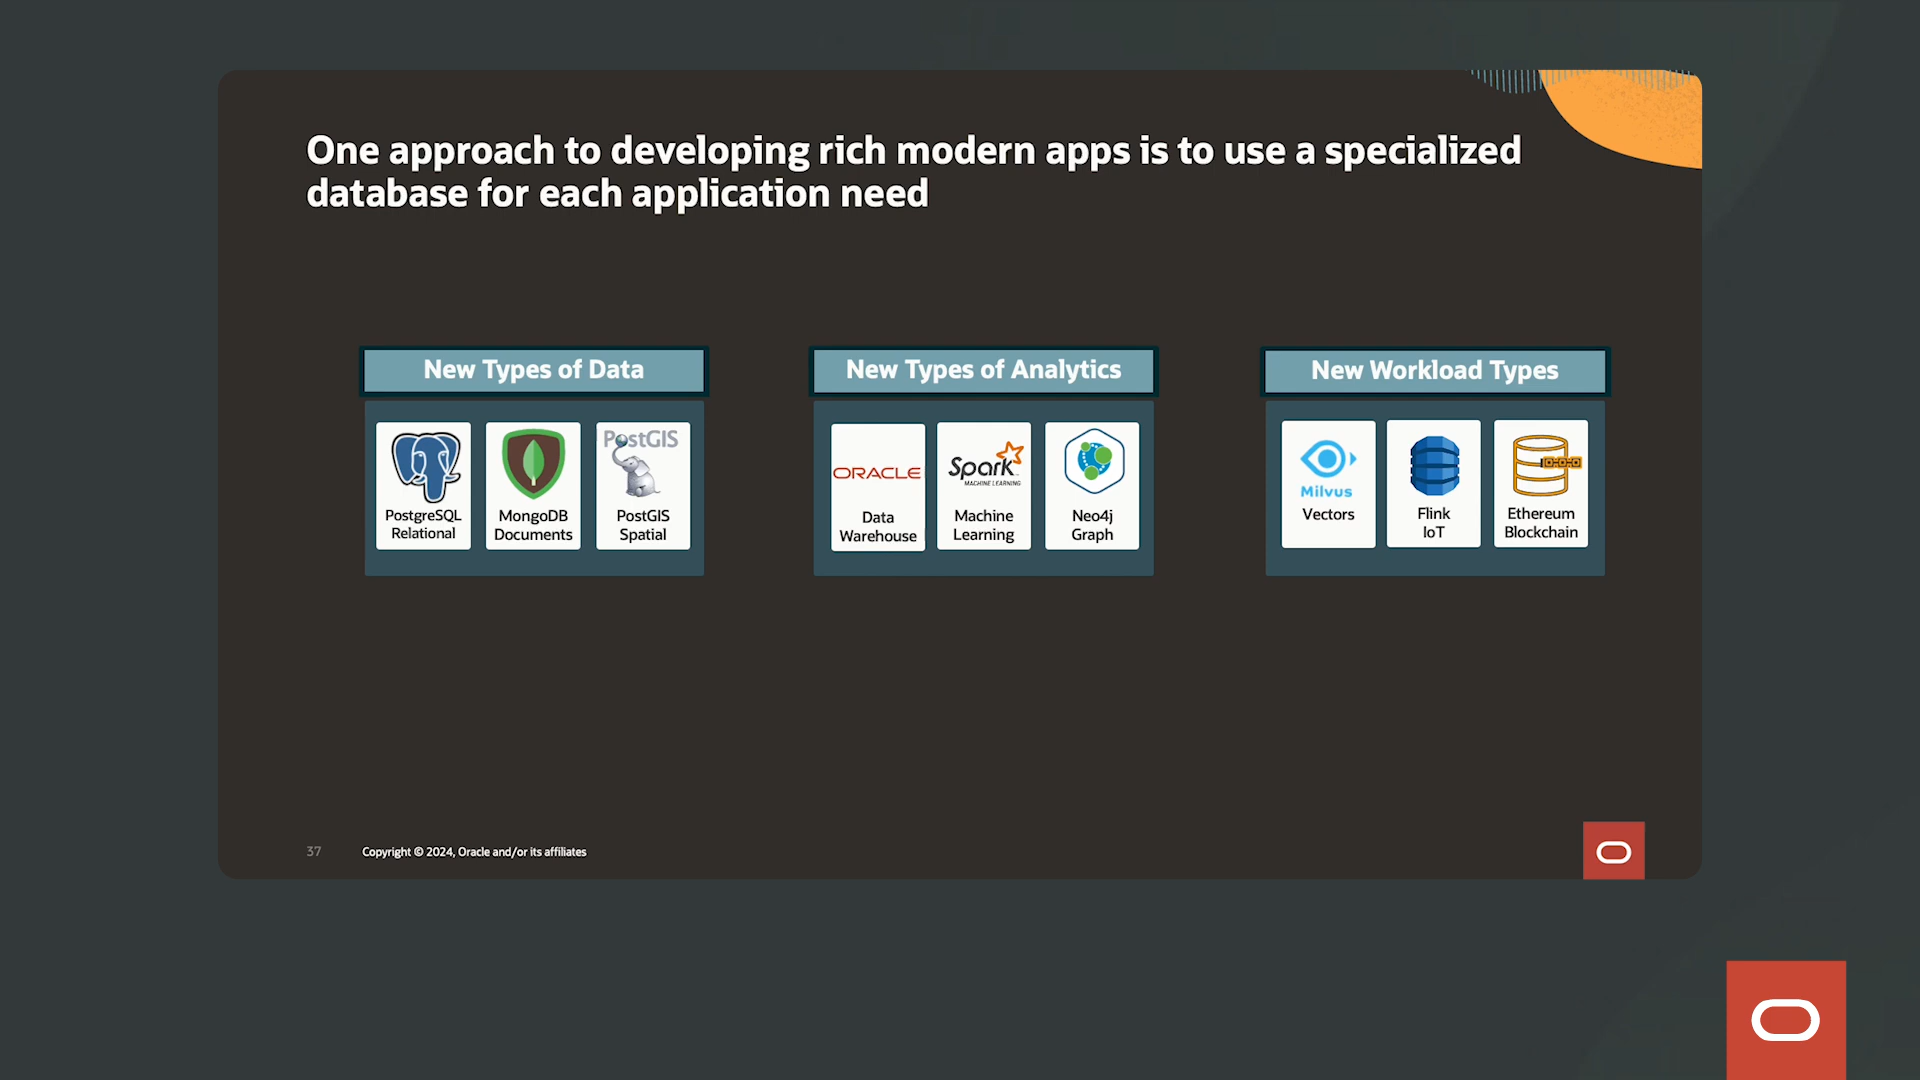 One approach to developing rich modern apps is to use a specialized
database for each application need
New Types of Data
PostgreSQL
Relational
MongoDB
Documents
PostGIS
PostGIS
Spatial
New Types of Analytics
ORACLE
Data
Warehouse
Spark
MACHINE LEARNING
Machine
Learning
Neo4j
Graph
New Workload Types
Milvus
Vectors
Flink
IoT
Ethereum
Blockchain
37
Copyright © 2024, Oracle and/or its affiliates